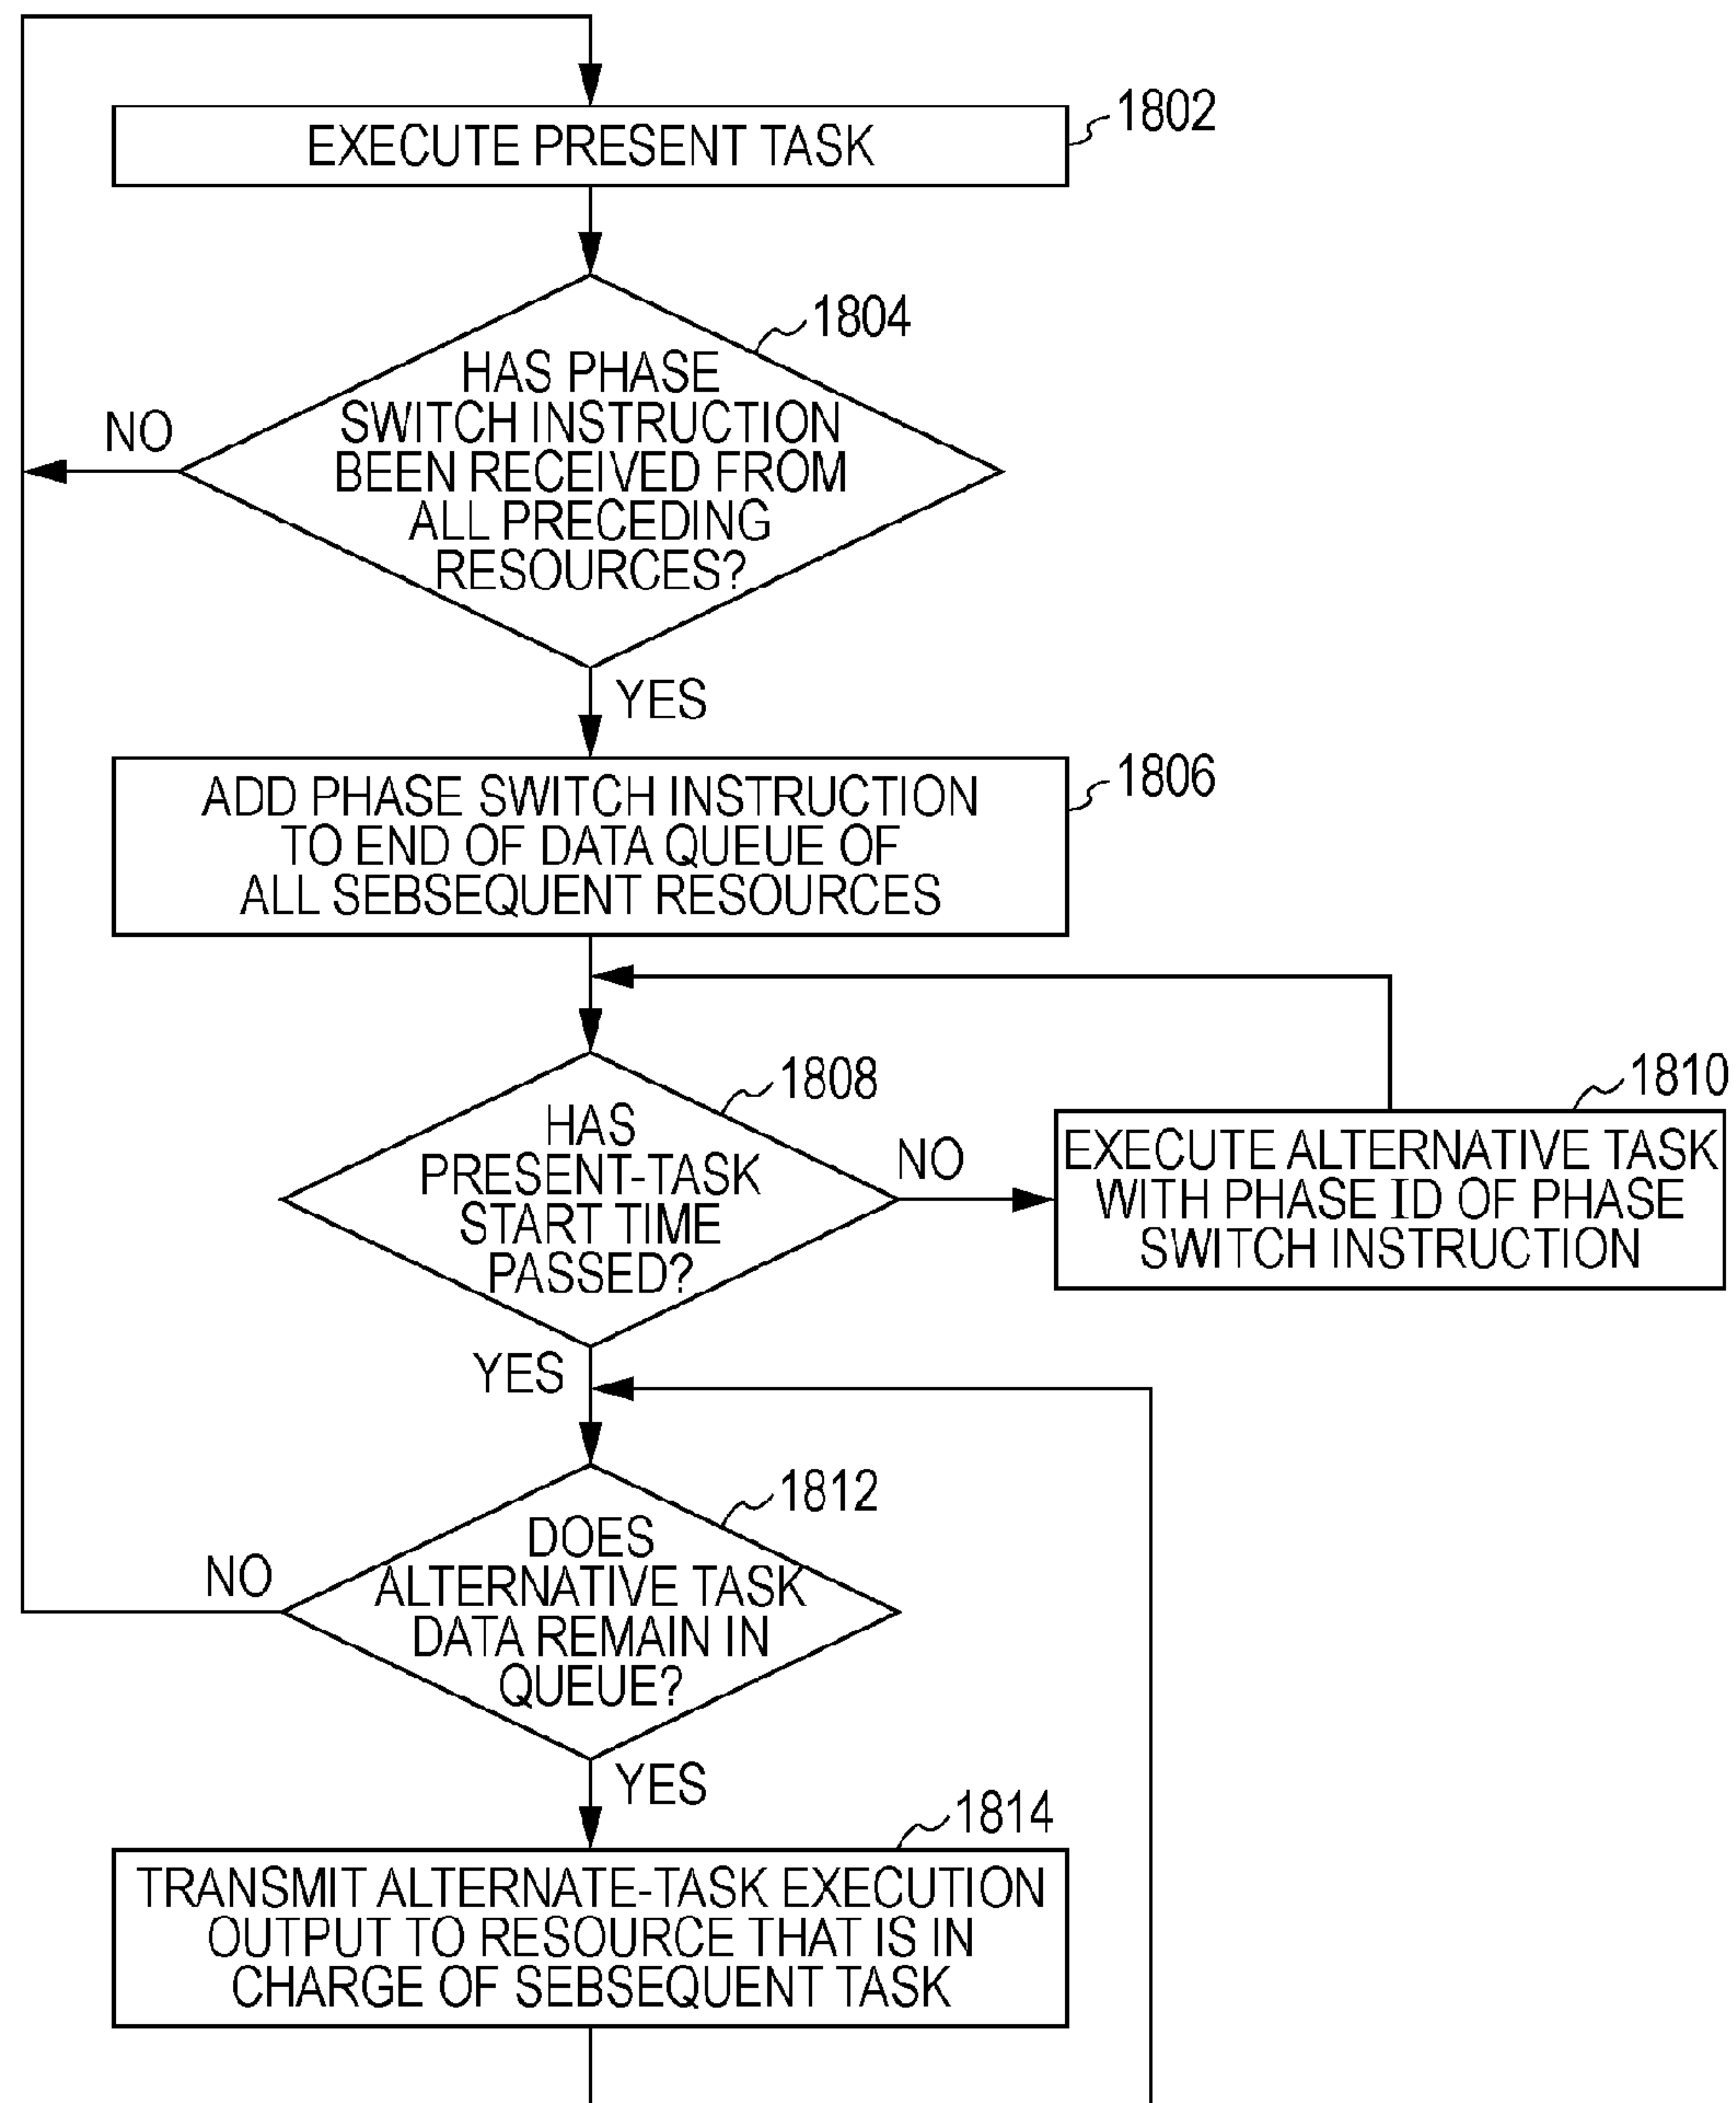 1802
EXECUTE PRESENT TASK
1804
HAS PHASE
SWITCH INSTRUCTION
BEEN RECEIVED FROM
ALL PRECEDING
RESOURCES?
NO
YES
1806
ADD PHASE SWITCH INSTRUCTION
TO END OF DATA QUEUE OF
ALL SEBSEQUENT RESOURCES
1808
HAS
PRESENT-TASK
START TIME
PASSED?
NO
1810
EXECUTE ALTERNATIVE TASK
WITH PHASE ID OF PHASE
SWITCH INSTRUCTION
YES
1812
DOES
ALTERNATIVE TASK
DATA REMAIN IN
QUEUE?
NO
YES
1814
TRANSMIT ALTERNATE-TASK EXECUTION
OUTPUT TO RESOURCE THAT IS IN
CHARGE OF SEBSEQUENT TASK